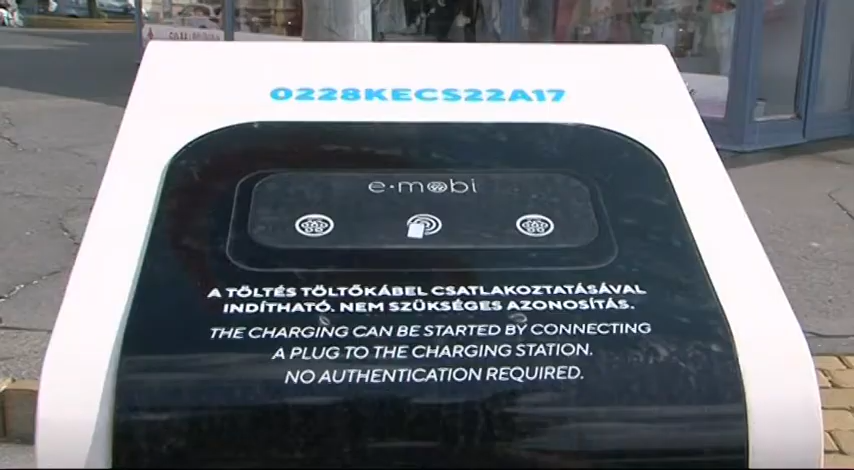 0228KECS22A17
e·mobi
A TÖLTÉS TÖLTŐKÁBEL CSATLAKOZTATÁSÁVAL
INDÍTHATÓ. NEM SZÜKSÉGES AZONOSÍTÁS.
THE CHARGING CAN BE STARTED BY CONNECTING
A PLUG TO THE CHARGING STATION.
NO AUTHENTICATION REQUIRED.